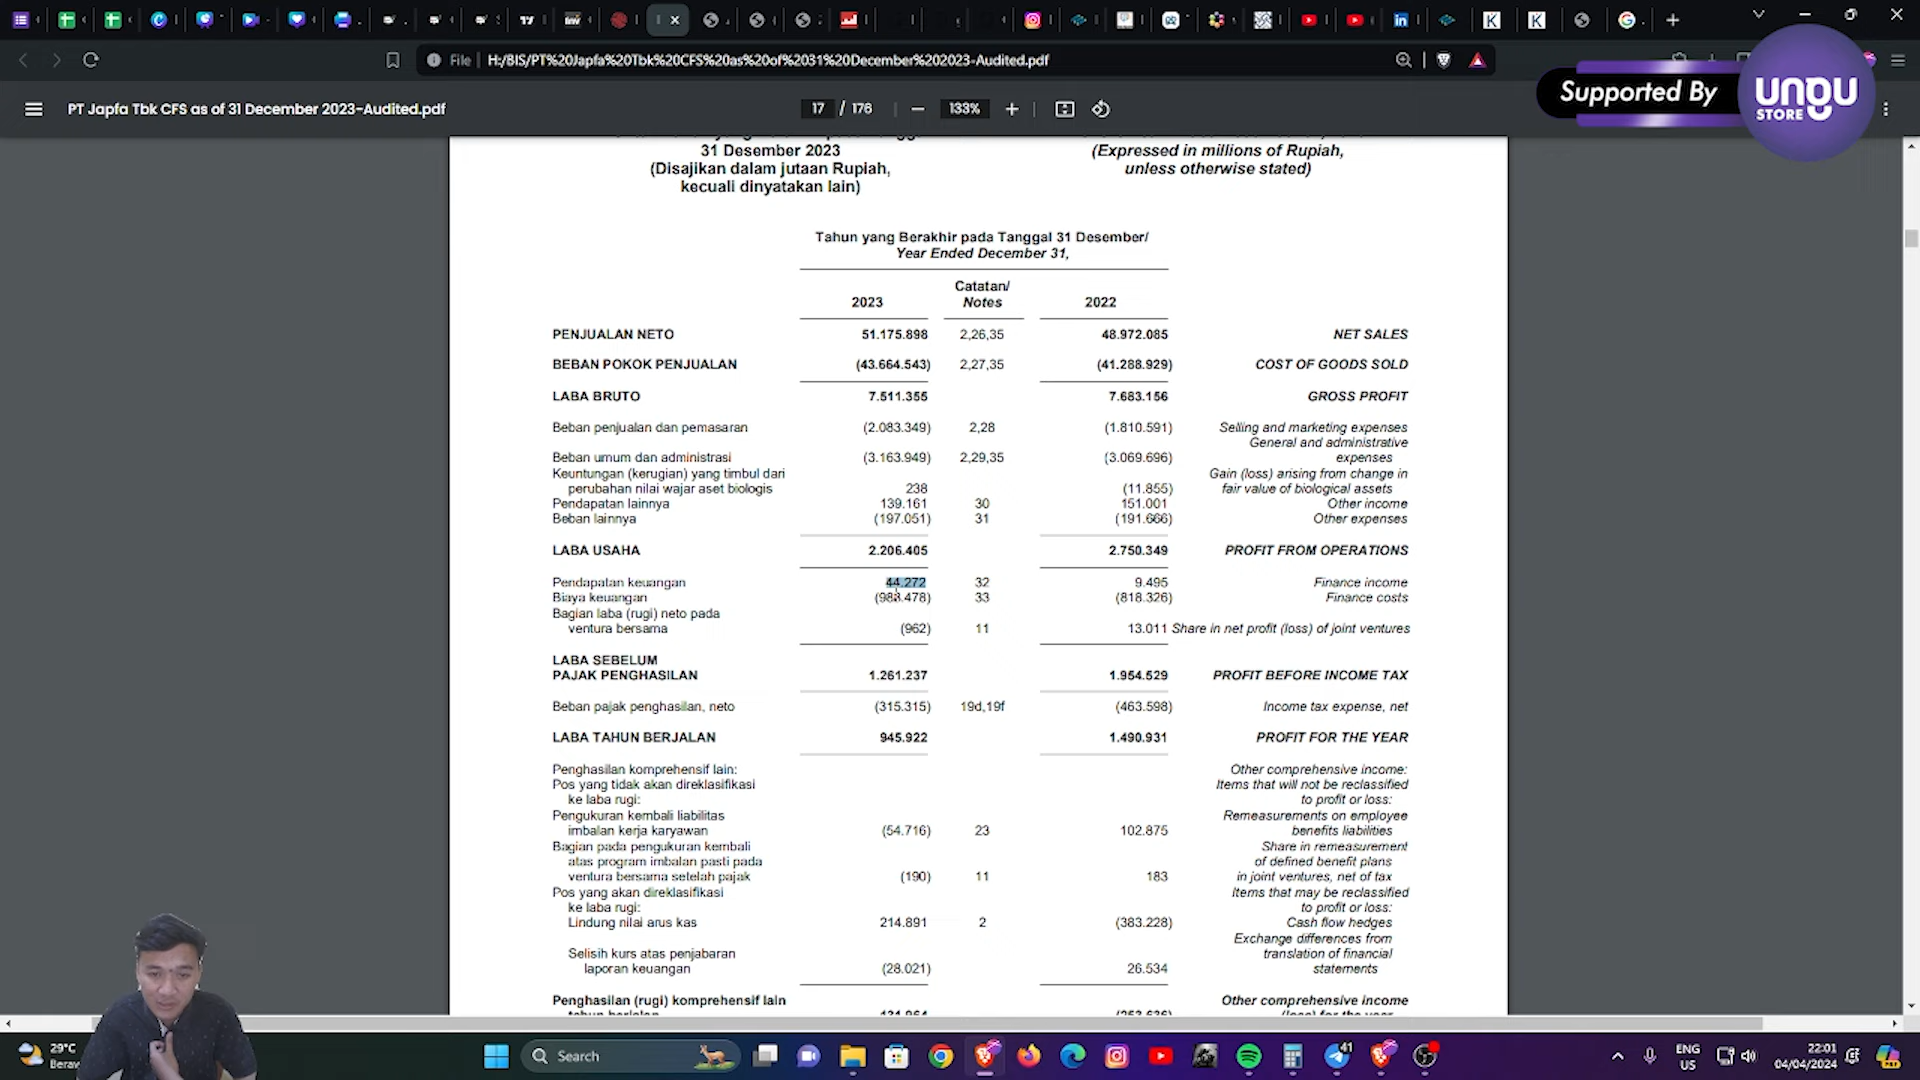 File H:/BIS/PT%20Japfa%20Tbk%20CFS%20as%20of%2031%20December%202023-Audited.pdf
Supported By
UNGU
STORE
PT Japfa Tbk CFS as of 31 December 2023-Audited.pdf
17 / 176
133%
31 Desember 2023
(Disajikan dalam jutaan Rupiah,
kecuali dinyatakan lain)
(Expressed in millions of Rupiah,
unless otherwise stated)
Tahun yang Berakhir pada Tanggal 31 Desember/
Year Ended December 31,
2023 Catatan/ Notes 2022
PENJUALAN NETO 51.175.898 2,26,35 48.972.085 NET SALES
BEBAN POKOK PENJUALAN (43.664.543) 2,27,35 (41.288.929) COST OF GOODS SOLD
LABA BRUTO 7.511.355 7.683.156 GROSS PROFIT
Beban penjualan dan pemasaran (2.083.349) 2,28 (1.810.591) Selling and marketing expenses
General and administrative
Beban umum dan administrasi (3.163.949) 2,29,35 (3.069.696) expenses
Keuntungan (kerugian) yang timbul dari Gain (loss) arising from change in
perubahan nilai wajar aset biologis 238 (11.855) fair value of biological assets
Pendapatan lainnya 139.161 30 151.001 Other income
Beban lainnya (197.051) 31 (191.666) Other expenses
LABA USAHA 2.206.405 2.750.349 PROFIT FROM OPERATIONS
Pendapatan keuangan 44.272 32 9.495 Finance income
Biaya keuangan (988.478) 33 (818.326) Finance costs
Bagian laba (rugi) neto pada
ventura bersama (962) 11 13.011 Share in net profit (loss) of joint ventures
LABA SEBELUM
PAJAK PENGHASILAN 1.261.237 1.954.529 PROFIT BEFORE INCOME TAX
Beban pajak penghasilan, neto (315.315) 19d,19f (463.598) Income tax expense, net
LABA TAHUN BERJALAN 945.922 1.490.931 PROFIT FOR THE YEAR
Penghasilan komprehensif lain: Other comprehensive income:
Pos yang tidak akan direklasifikasi Items that will not be reclassified
ke laba rugi: to profit or loss:
Pengukuran kembali liabilitas Remeasurements on employee
imbalan kerja karyawan (54.716) 23 102.875 benefits liabilities
Bagian pada pengukuran kembali Share in remeasurement
atas program imbalan pasti pada of defined benefit plans
ventura bersama setelah pajak (190) 11 183 in joint ventures, net of tax
Pos yang akan direklasifikasi Items that may be reclassified
ke laba rugi: to profit or loss:
Lindung nilai arus kas 214.891 2 (383.228) Cash flow hedges
Exchange differences from
Selisih kurs atas penjabaran translation of financial
laporan keuangan (28.021) 26.534 statements
Penghasilan (rugi) komprehensif lain Other comprehensive income
29°C
Search
41
ENG
US
22:01
04/04/2024